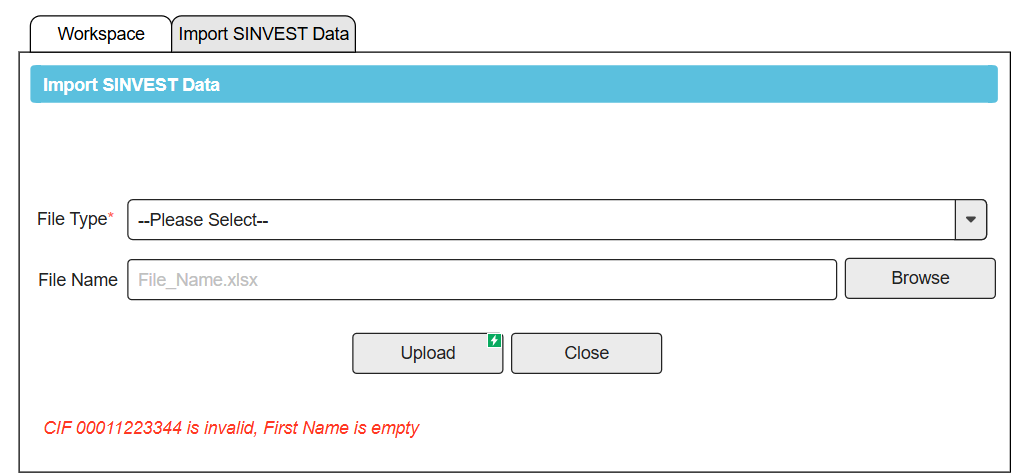 Workspace
Import SINVEST Data
Import SINVEST Data
File Type*
--Please Select--
File Name
File_Name.xlsx
Browse
Upload
Close
CIF 00011223344 is invalid, First Name is empty